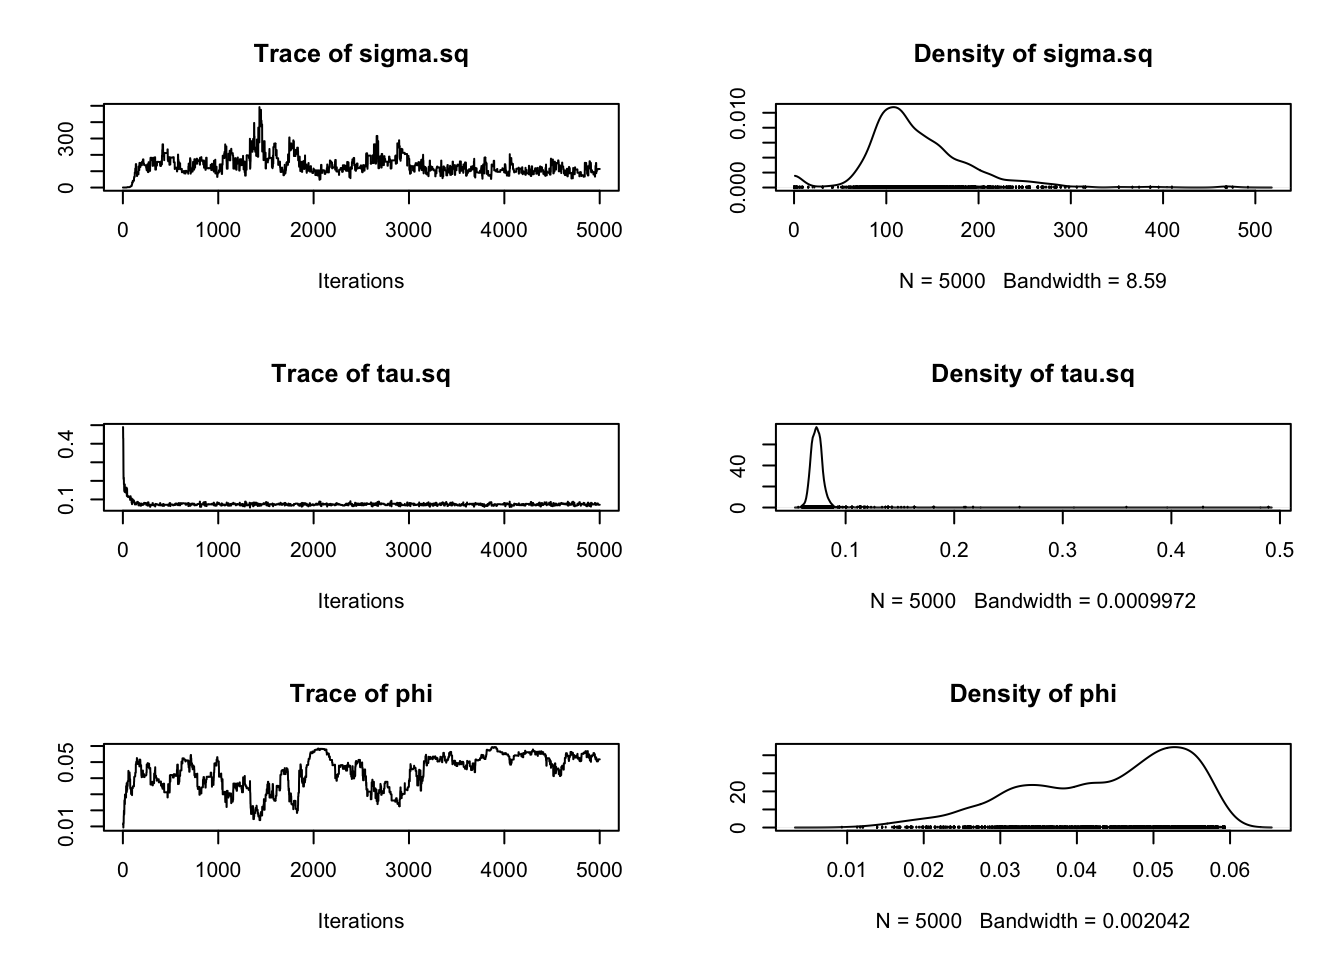 Trace of sigma.sq
0 300
0 1000 2000 3000 4000 5000
Iterations
Density of sigma.sq
0.000 0.010
0 100 200 300 400 500
N = 5000 Bandwidth = 8.59
Trace of tau.sq
0.1 0.4
0 1000 2000 3000 4000 5000
Iterations
Density of tau.sq
0 40
0.1 0.2 0.3 0.4 0.5
N = 5000 Bandwidth = 0.0009972
Trace of phi
0.01 0.05
0 1000 2000 3000 4000 5000
Iterations
Density of phi
0 20
0.01 0.02 0.03 0.04 0.05 0.06
N = 5000 Bandwidth = 0.002042